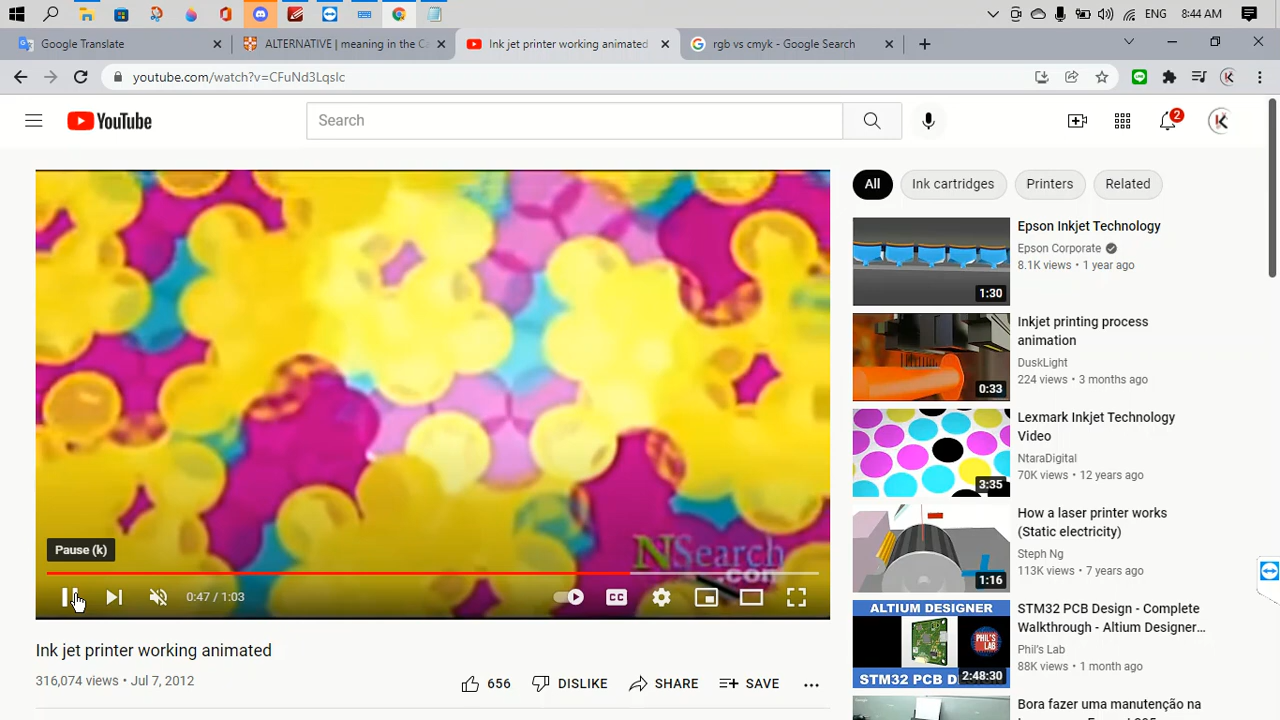 ENG 8:44 AM
Google Translate
ALTERNATIVE | meaning in the Ca
Ink jet printer working animated
rgb vs cmyk - Google Search
youtube.com/watch?v=CFuNd3Lqslc
YouTube
Search
2
K
All
Ink cartridges
Printers
Related
Epson Inkjet Technology
Epson Corporate
8.1K views • 1 year ago
1:30
Inkjet printing process
animation
DuskLight
224 views • 3 months ago
0:33
Lexmark Inkjet Technology
Video
NtaraDigital
70K views • 12 years ago
3:35
How a laser printer works
(Static electricity)
Steph Ng
113K views • 7 years ago
1:16
ALTIUM DESIGNER
PHIL'S LAB
STM32 PCB D
2:48:30
STM32 PCB Design - Complete
Walkthrough - Altium Designer...
Phil's Lab
88K views • 1 month ago
Bora fazer uma manutenção na
NSearch
.com
Pause (k)
0:47 / 1:03
CC
Ink jet printer working animated
316,074 views • Jul 7, 2012
656
DISLIKE
SHARE
SAVE